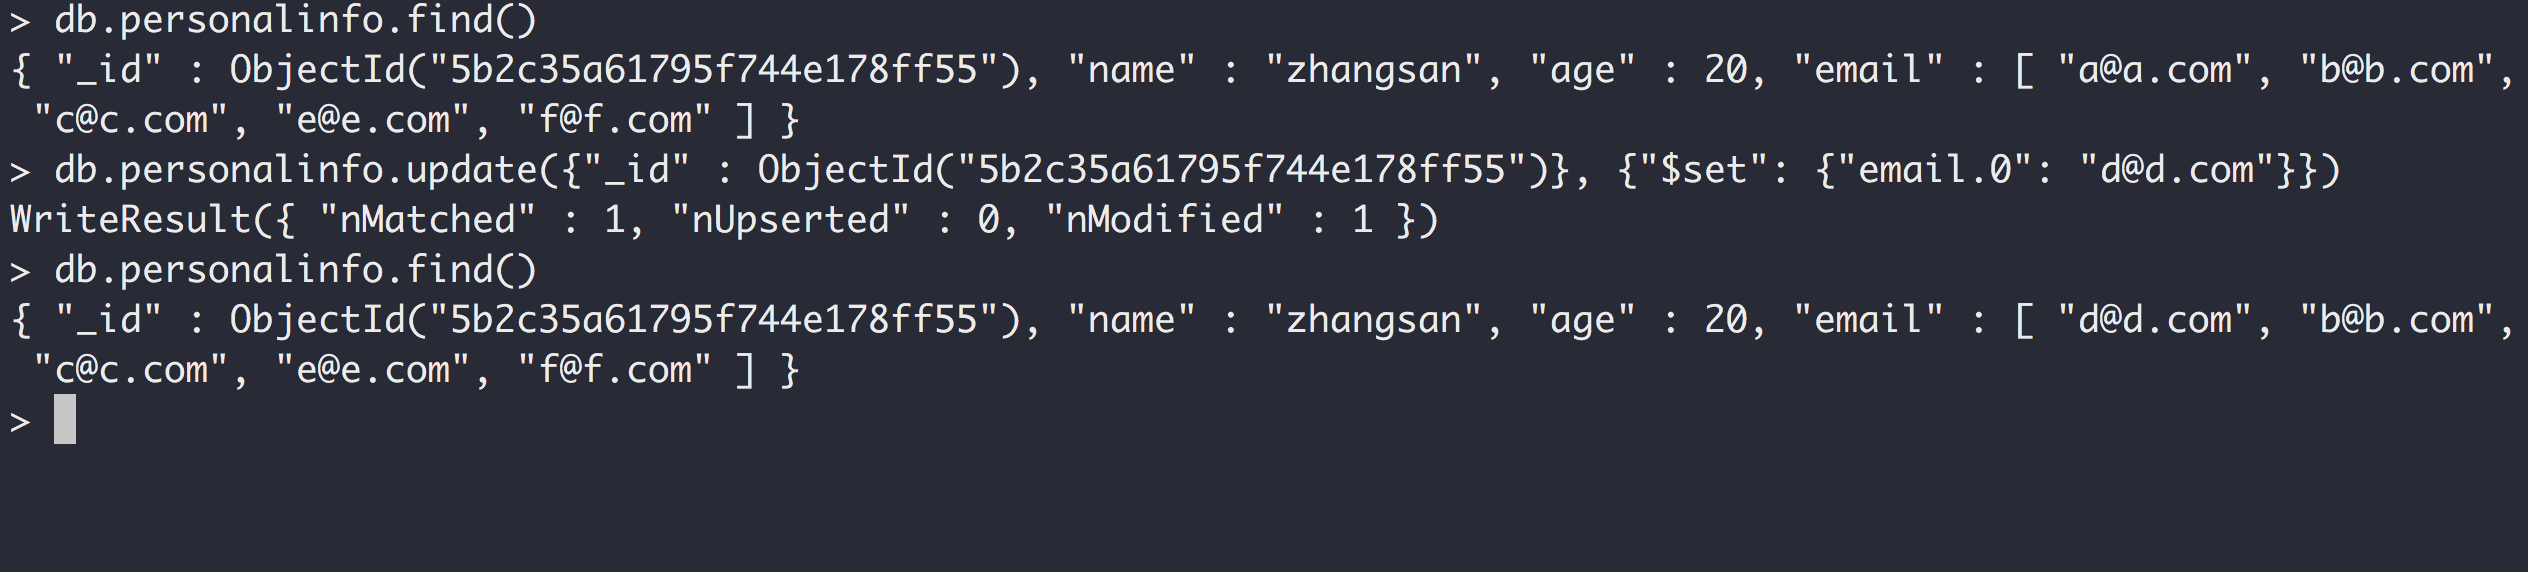 > db.personalinfo.find()
{ "_id" : ObjectId("5b2c35a61795f744e178ff55"), "name" : "zhangsan", "age" : 20, "email" : [ "a@a.com", "b@b.com",
 "c@c.com", "e@e.com", "f@f.com" ] }
> db.personalinfo.update({"_id" : ObjectId("5b2c35a61795f744e178ff55")}, {"$set": {"email.0": "d@d.com"}})
WriteResult({ "nMatched" : 1, "nUpserted" : 0, "nModified" : 1 })
> db.personalinfo.find()
{ "_id" : ObjectId("5b2c35a61795f744e178ff55"), "name" : "zhangsan", "age" : 20, "email" : [ "d@d.com", "b@b.com",
 "c@c.com", "e@e.com", "f@f.com" ] }
>